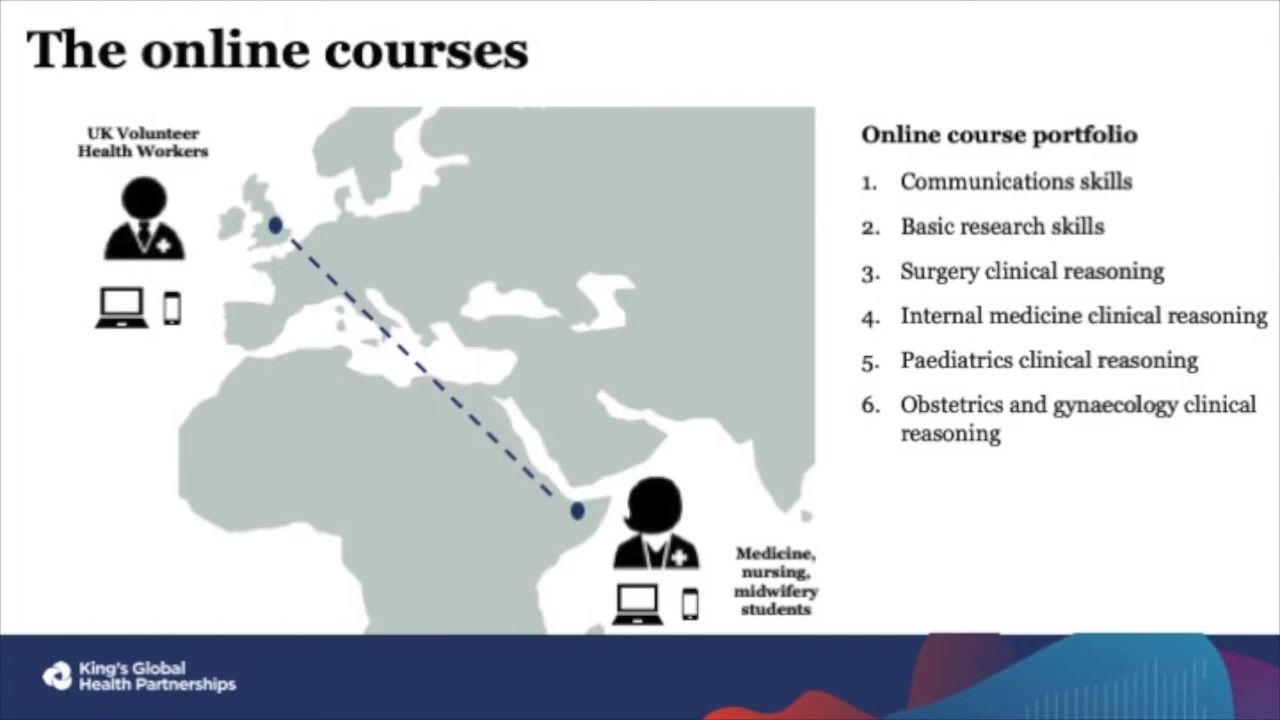 The online courses
UK Volunteer
Health Workers
Online course portfolio
1. Communications skills
2. Basic research skills
3. Surgery clinical reasoning
4. Internal medicine clinical reasoning
5. Paediatrics clinical reasoning
6. Obstetrics and gynaecology clinical
reasoning
Medicine,
nursing,
midwifery
students
King's Global
Health Partnerships